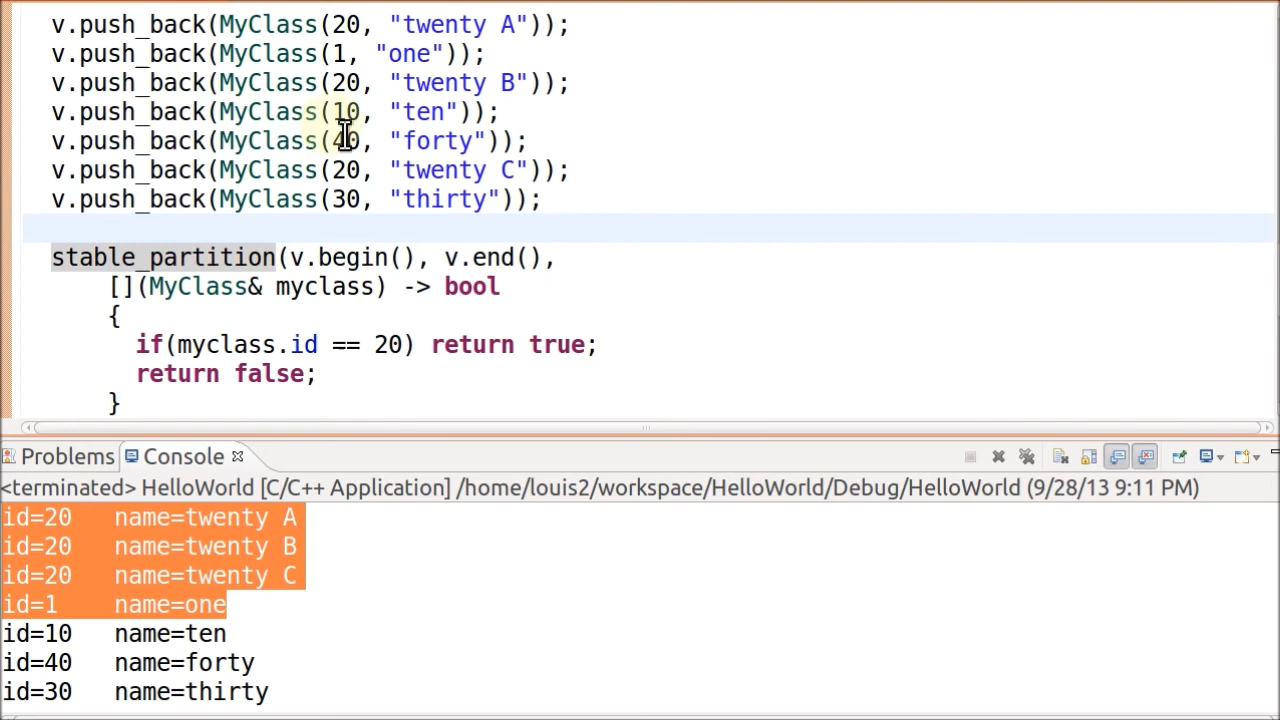 v.push_back(MyClass(20, "twenty A"));
v.push_back(MyClass(1, "one"));
v.push_back(MyClass(20, "twenty B"));
v.push_back(MyClass(10, "ten"));
v.push_back(MyClass(40, "forty"));
v.push_back(MyClass(20, "twenty C"));
v.push_back(MyClass(30, "thirty"));
stable_partition(v.begin(), v.end(),
[](MyClass& myclass) -> bool
{
if(myclass.id == 20) return true;
return false;
}
Problems Console
<terminated> HelloWorld [C/C++ Application] /home/louis2/workspace/HelloWorld/Debug/HelloWorld (9/28/13 9:11 PM)
id=20 name=twenty A
id=20 name=twenty B
id=20 name=twenty C
id=1 name=one
id=10 name=ten
id=40 name=forty
id=30 name=thirty